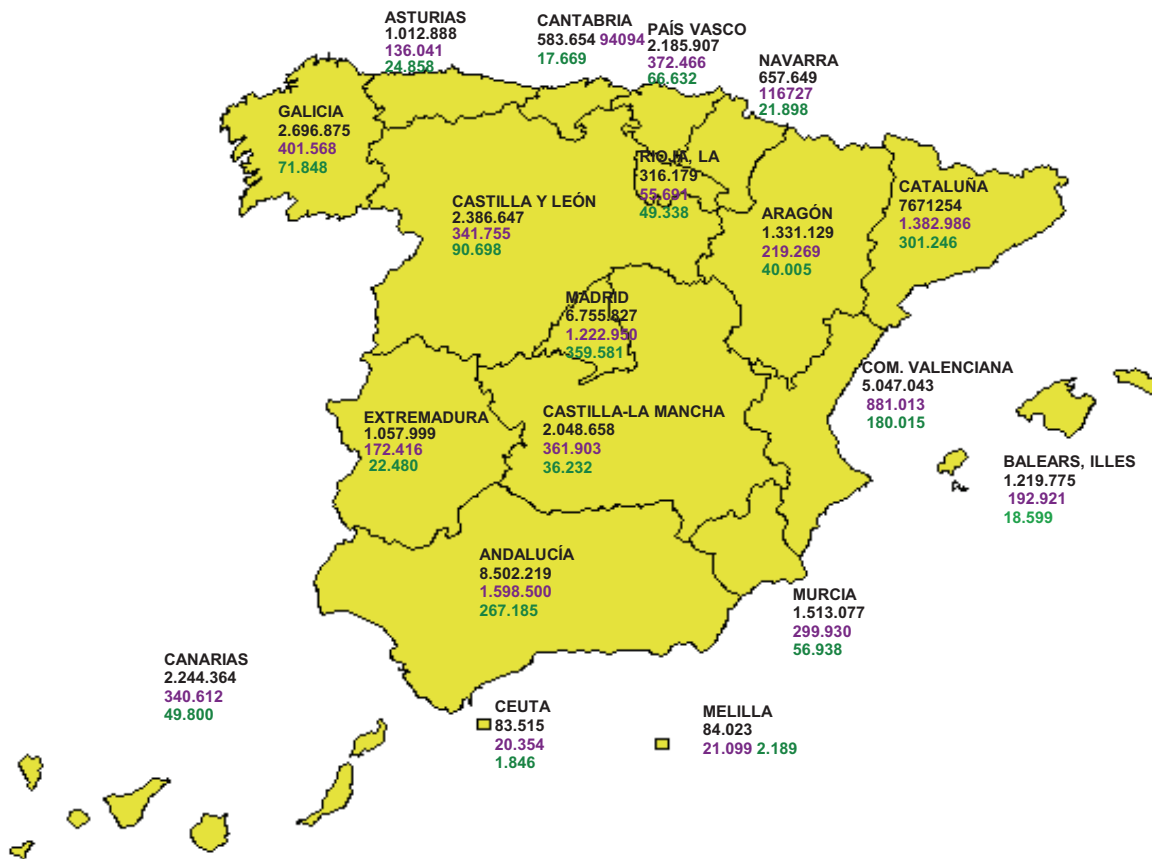 ASTURIAS
1.012.888
136.041
24.858
CANTABRIA
583.654 94094
17.669
PAÍS VASCO
2.185.907
372.466
66.632
NAVARRA
657.649
116727
21.898
GALICIA
2.696.875
401.568
71.848
RIOJA, LA
316.179
55.691
49.338
CASTILLA Y LEÓN
2.386.647
341.755
90.698
ARAGÓN
1.331.129
219.269
40.005
CATALUÑA
7671254
1.382.986
301.246
MADRID
6.755.827
1.222.950
359.581
COM. VALENCIANA
5.047.043
881.013
180.015
EXTREMADURA
1.057.999
172.416
22.480
CASTILLA-LA MANCHA
2.048.658
361.903
36.232
BALEARS, ILLES
1.219.775
192.921
18.599
ANDALUCÍA
8.502.219
1.598.500
267.185
MURCIA
1.513.077
299.930
56.938
CANARIAS
2.244.364
340.612
49.800
CEUTA
83.515
20.354
1.846
MELILLA
84.023
21.099 2.189